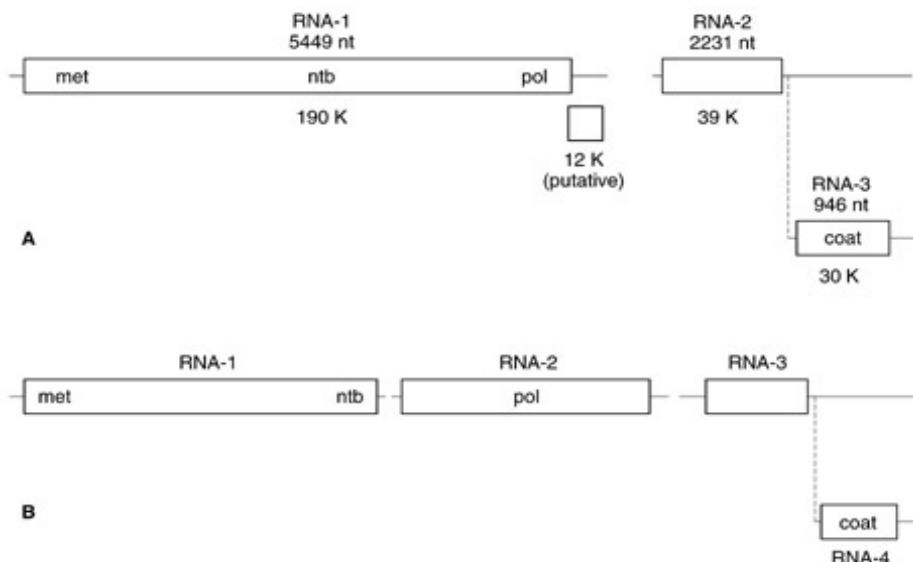 RNA-1
5449 nt
RNA-2
2231 nt
met ntb pol
190 K
39 K
12 K
(putative)
RNA-3
946 nt
A
coat
30 K
RNA-1 RNA-2 RNA-3
met ntb pol
B
coat
RNA-4